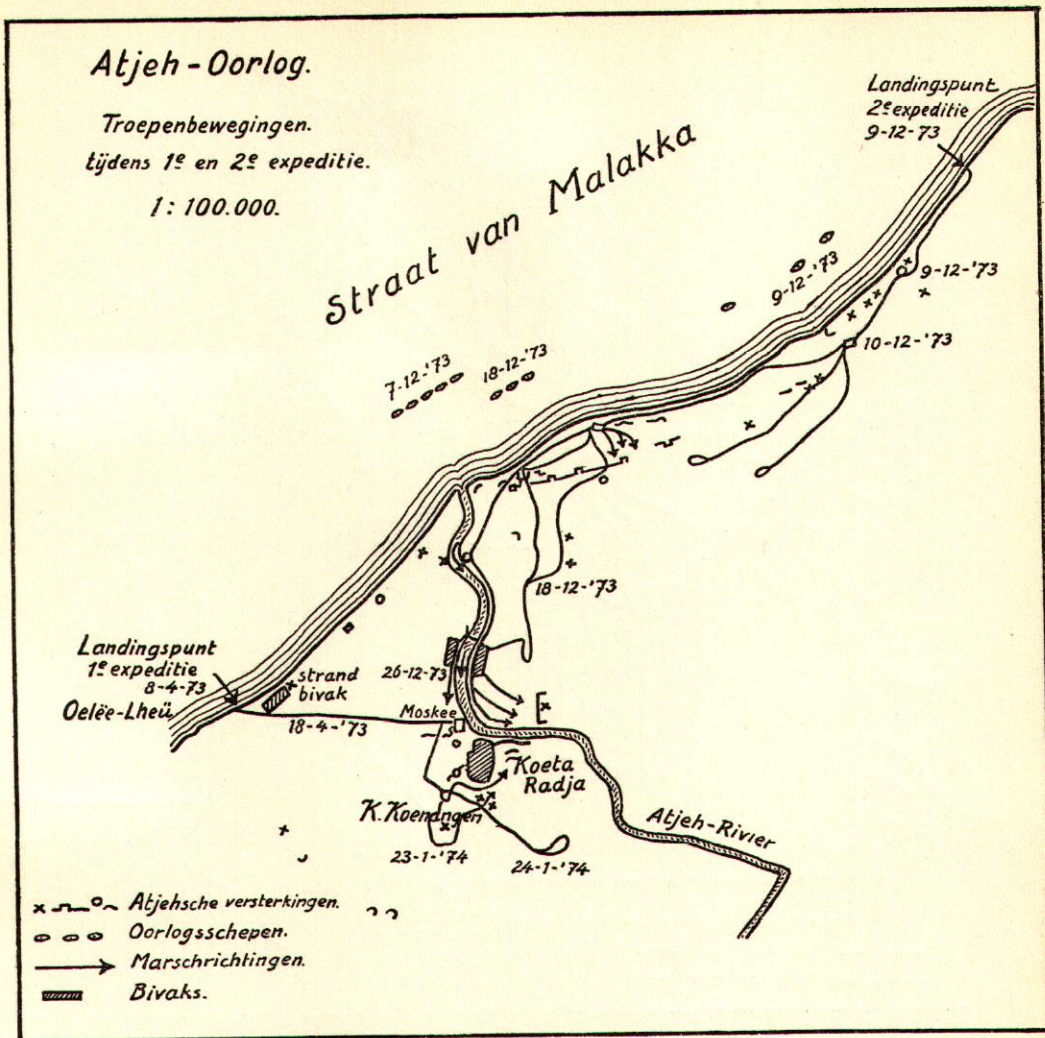 Atjeh-Oorlog.
Troepenbewegingen.
tijdens 1e en 2e expeditie.
1: 100.000.
Landingspunt
2e expeditie
9-12-73
Straat van Malakka
9-12-'73
9-12-'73
10-12-'73
7-12-'73
18-12-'73
18-12-'73
Landingspunt
1e expeditie
8-4-73
Oelëe-Lheü
strand
bivak
18-4-'73
26-12-73
Moskee
Koeta
Radja
K. Koendngen
23-1-'74
24-1-'74
Atjeh-Rivier
Atjehsche versterkingen.
Oorlogsschepen.
Marschrichtingen.
Bivaks.